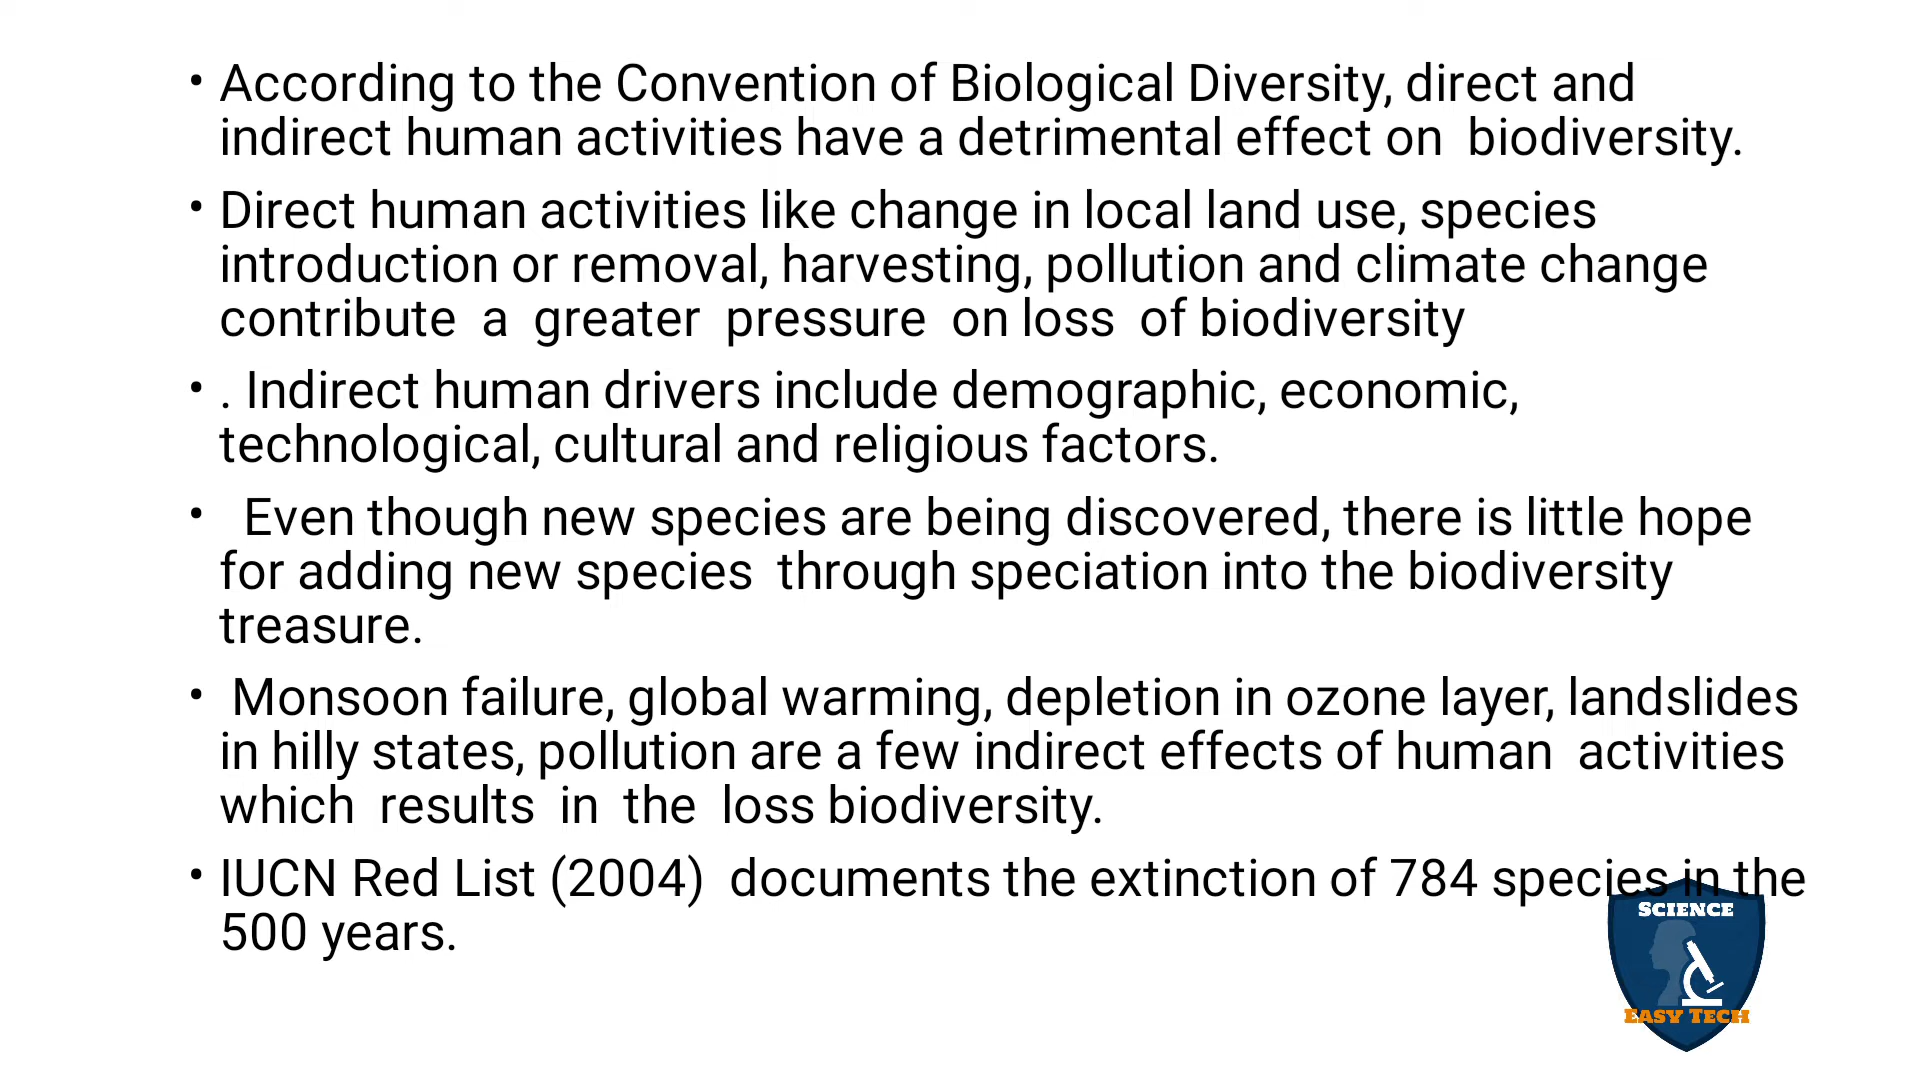 • According to the Convention of Biological Diversity, direct and
indirect human activities have a detrimental effect on  biodiversity.
• Direct human activities like change in local land use, species
introduction or removal, harvesting, pollution and climate change
contribute  a  greater  pressure  on loss  of biodiversity
• . Indirect human drivers include demographic, economic,
technological, cultural and religious factors.
•   Even though new species are being discovered, there is little hope
for adding new species  through speciation into the biodiversity
treasure.
•  Monsoon failure, global warming, depletion in ozone layer, landslides
in hilly states, pollution are a few indirect effects of human  activities
which  results  in  the  loss biodiversity.
• IUCN Red List (2004)  documents the extinction of 784 species in the
500 years.
SCIENCE
EASY TECH